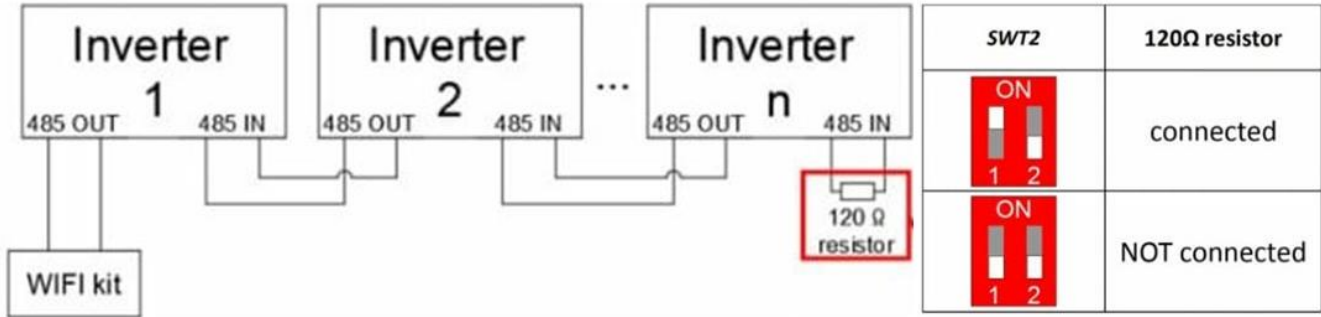 Inverter
1
485 OUT
485 IN
Inverter
2
485 OUT
485 IN
...
Inverter
n
485 OUT
485 IN
120 Ω
resistor
WIFI kit
SWT2
120Ω resistor
ON
1 2
connected
ON
1 2
NOT connected